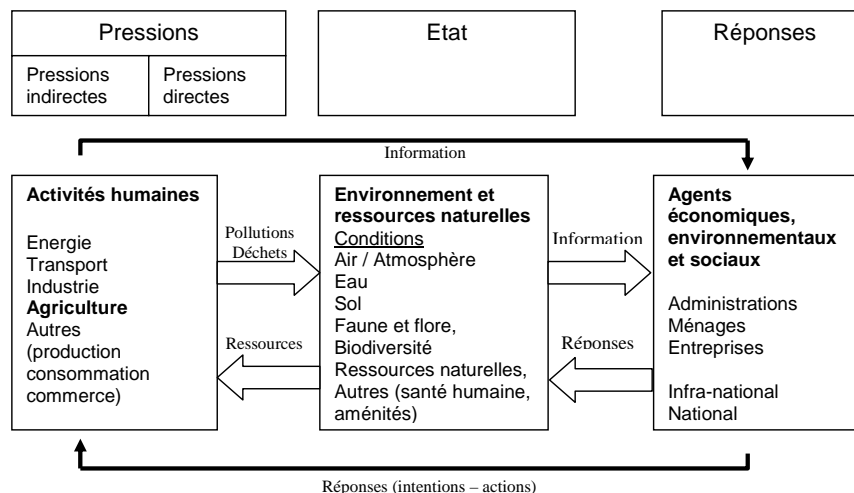 Pressions
Pressions
indirectes
Pressions
directes
Etat
Réponses
Information
Activités humaines
Energie
Transport
Industrie
Agriculture
Autres
(production
consommation
commerce)
Pollutions
Déchets
Ressources
Environnement et
ressources naturelles
Conditions
Air / Atmosphère
Eau
Sol
Faune et flore,
Biodiversité
Ressources naturelles,
Autres (santé humaine,
aménités)
Information
Réponses
Agents
économiques,
environnementaux
et sociaux
Administrations
Ménages
Entreprises
Infra-national
National
Réponses (intentions – actions)